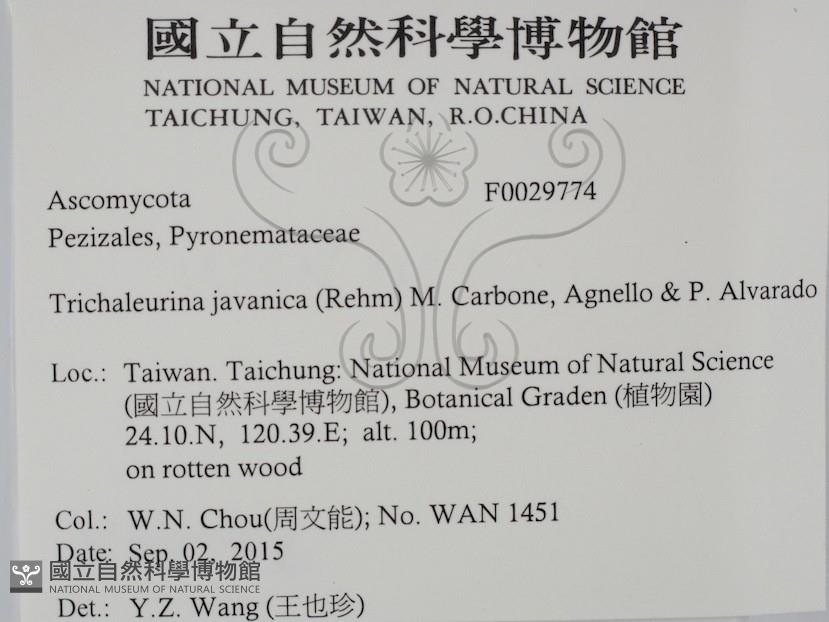 國立自然科學博物館
NATIONAL MUSEUM OF NATURAL SCIENCE
TAICHUNG, TAIWAN, R.O.CHINA
Ascomycota F0029774
Pezizales, Pyronemataceae
Trichaleurina javanica (Rehm) M. Carbone, Agnello & P. Alvarado
Loc.: Taiwan. Taichung: National Museum of Natural Science
(國立自然科學博物館), Botanical Graden (植物園)
24.10.N, 120.39.E; alt. 100m;
on rotten wood
Col.: W.N. Chou(周文能); No. WAN 1451
Date: Sep. 02, 2015
國立自然科學博物館
NATIONAL MUSEUM OF NATURAL SCIENCE
Det.: Y.Z. Wang (王也珍)